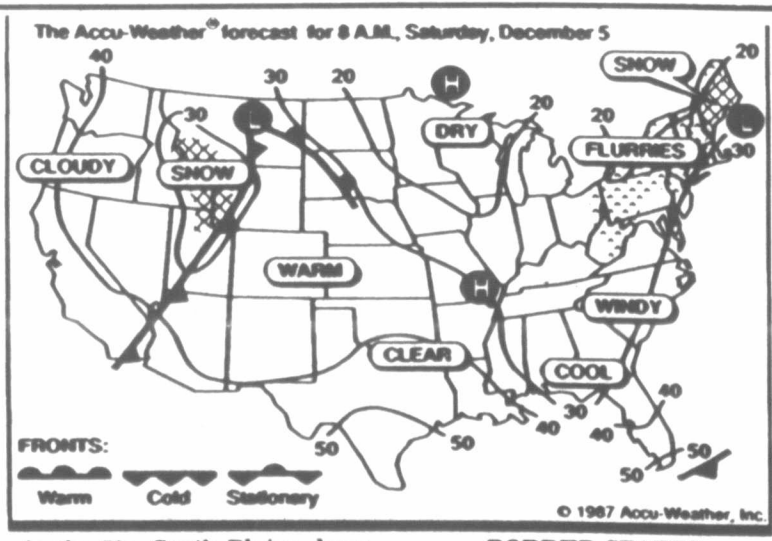 The Accu-Weather® forecast for 8 A.M., Saturday, December 5
40
30
20
H
SNOW
20
30
L
DRY
20
20
L
CLOUDY
SNOW
FLURRIES
30
WARM
H
WINDY
CLEAR
COOL
40
30
40
40
50
50
50
50
FRONTS:
Warm
Cold
Stationery
© 1987 Accu-Weather, Inc.